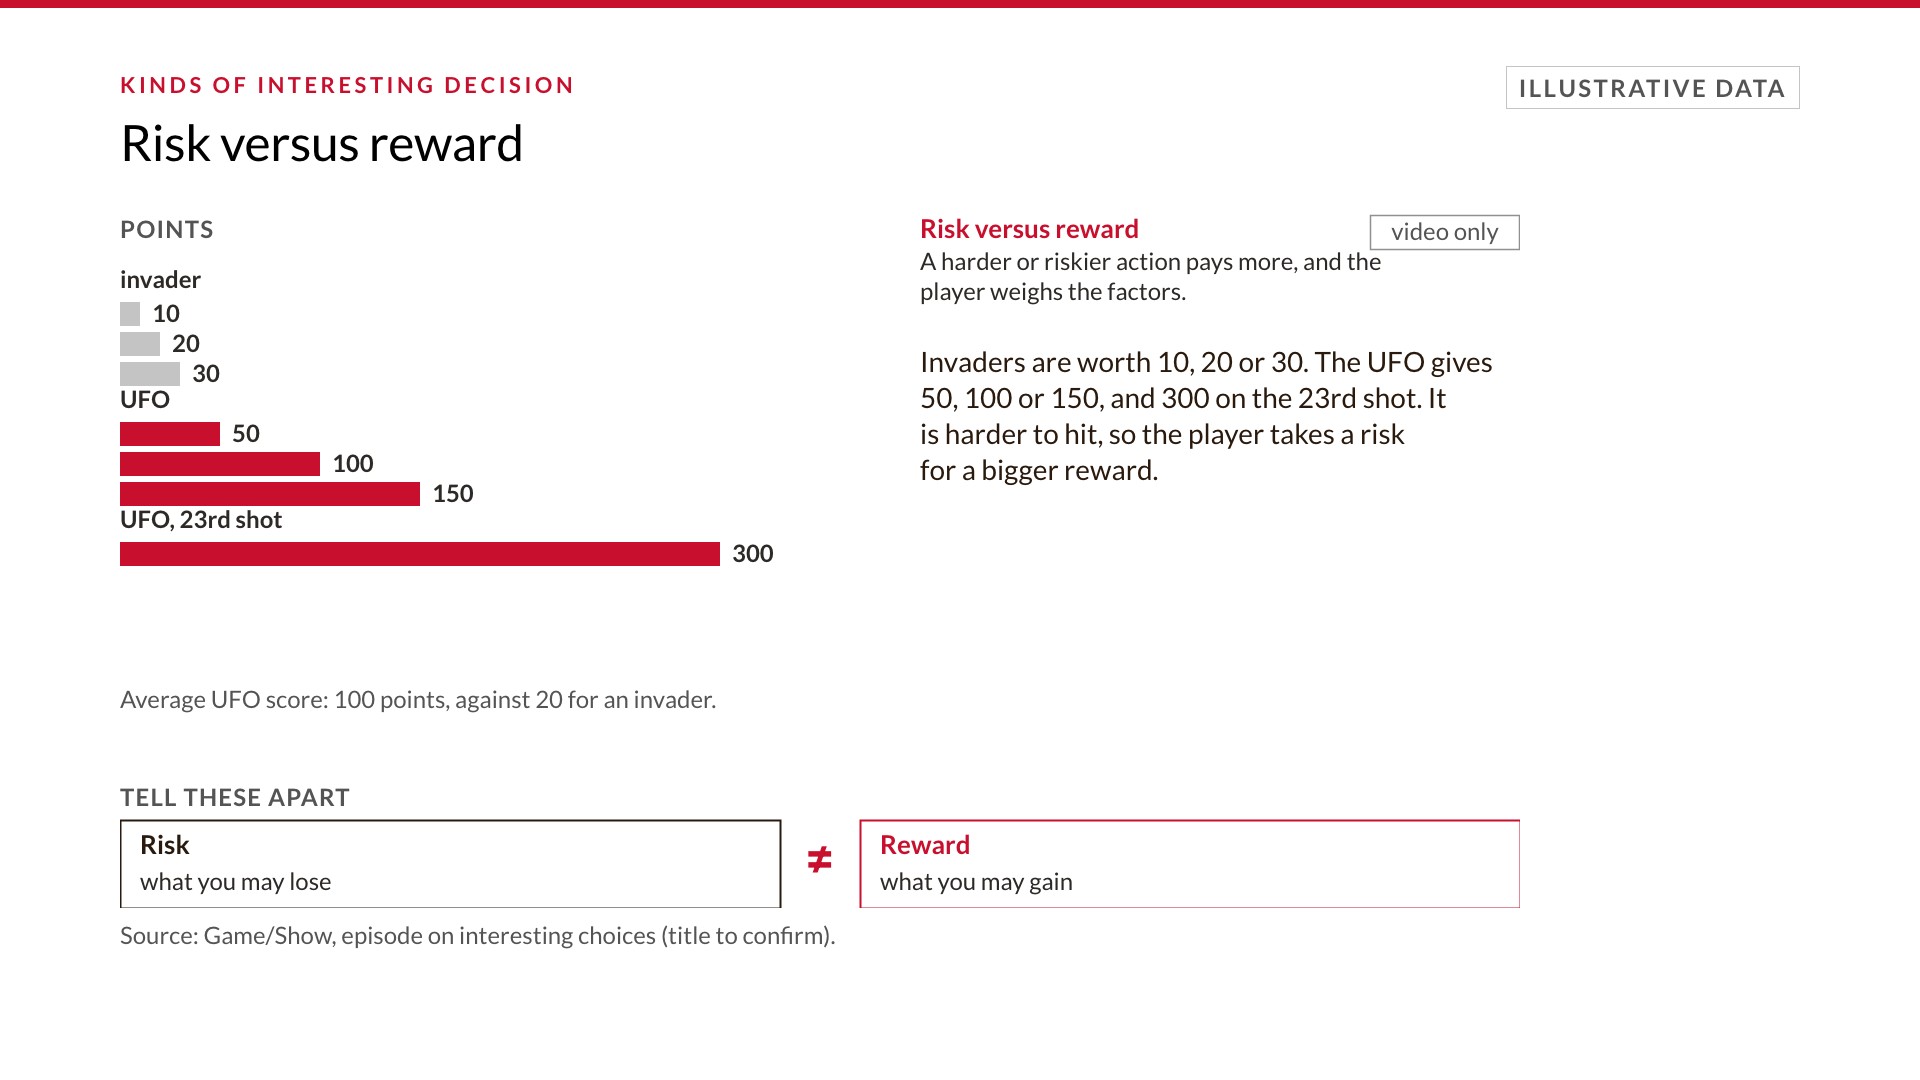 KINDS OF INTERESTING DECISION
ILLUSTRATIVE DATA
Risk versus reward
POINTS
invader
10
20
30
UFO
50
100
150
UFO, 23rd shot
300
Risk versus reward
video only
A harder or riskier action pays more, and the
player weighs the factors.
Invaders are worth 10, 20 or 30. The UFO gives
50, 100 or 150, and 300 on the 23rd shot. It
is harder to hit, so the player takes a risk
for a bigger reward.
Average UFO score: 100 points, against 20 for an invader.
TELL THESE APART
Risk
what you may lose
≠
Reward
what you may gain
Source: Game/Show, episode on interesting choices (title to confirm).